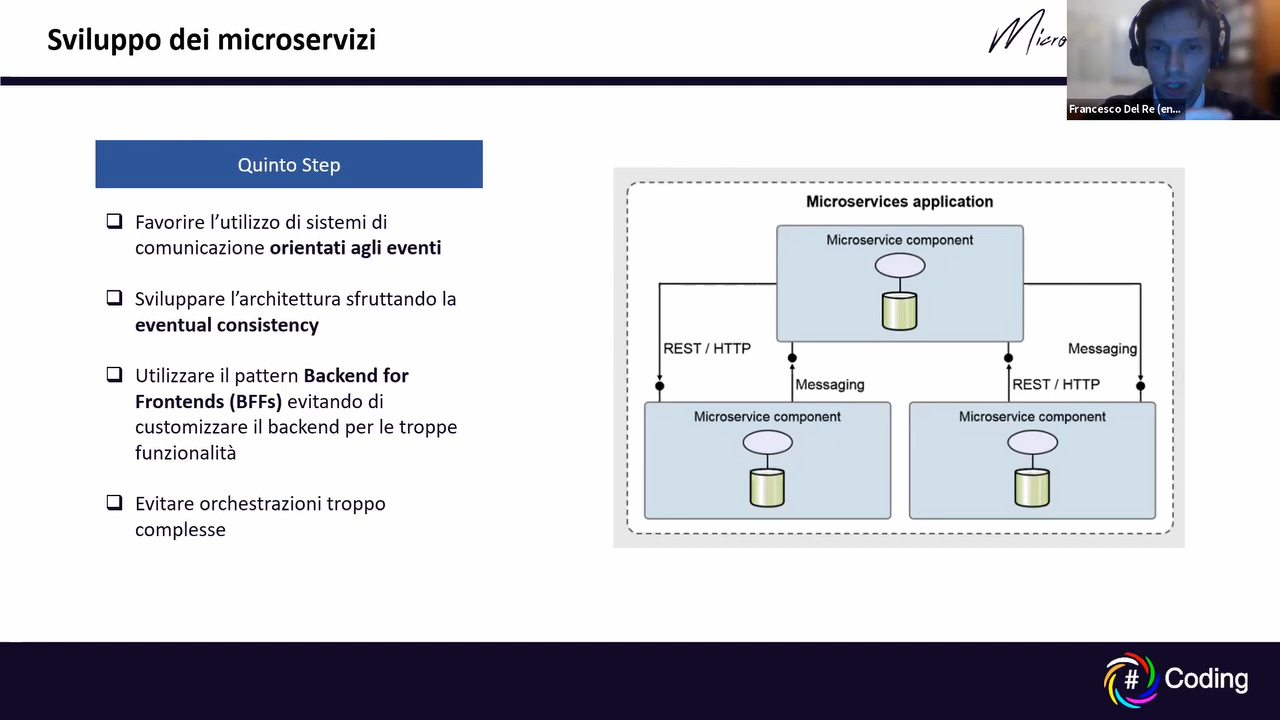 Sviluppo dei microservizi
Micro
Francesco Del Re (en...
Quinto Step
❑ Favorire l’utilizzo di sistemi di
comunicazione orientati agli eventi
❑ Sviluppare l’architettura sfruttando la
eventual consistency
❑ Utilizzare il pattern Backend for
Frontends (BFFs) evitando di
customizzare il backend per le troppe
funzionalità
❑ Evitare orchestrazioni troppo
complesse
Microservices application
Microservice component
REST / HTTP
Messaging
Messaging
REST / HTTP
Microservice component
Microservice component
# Coding